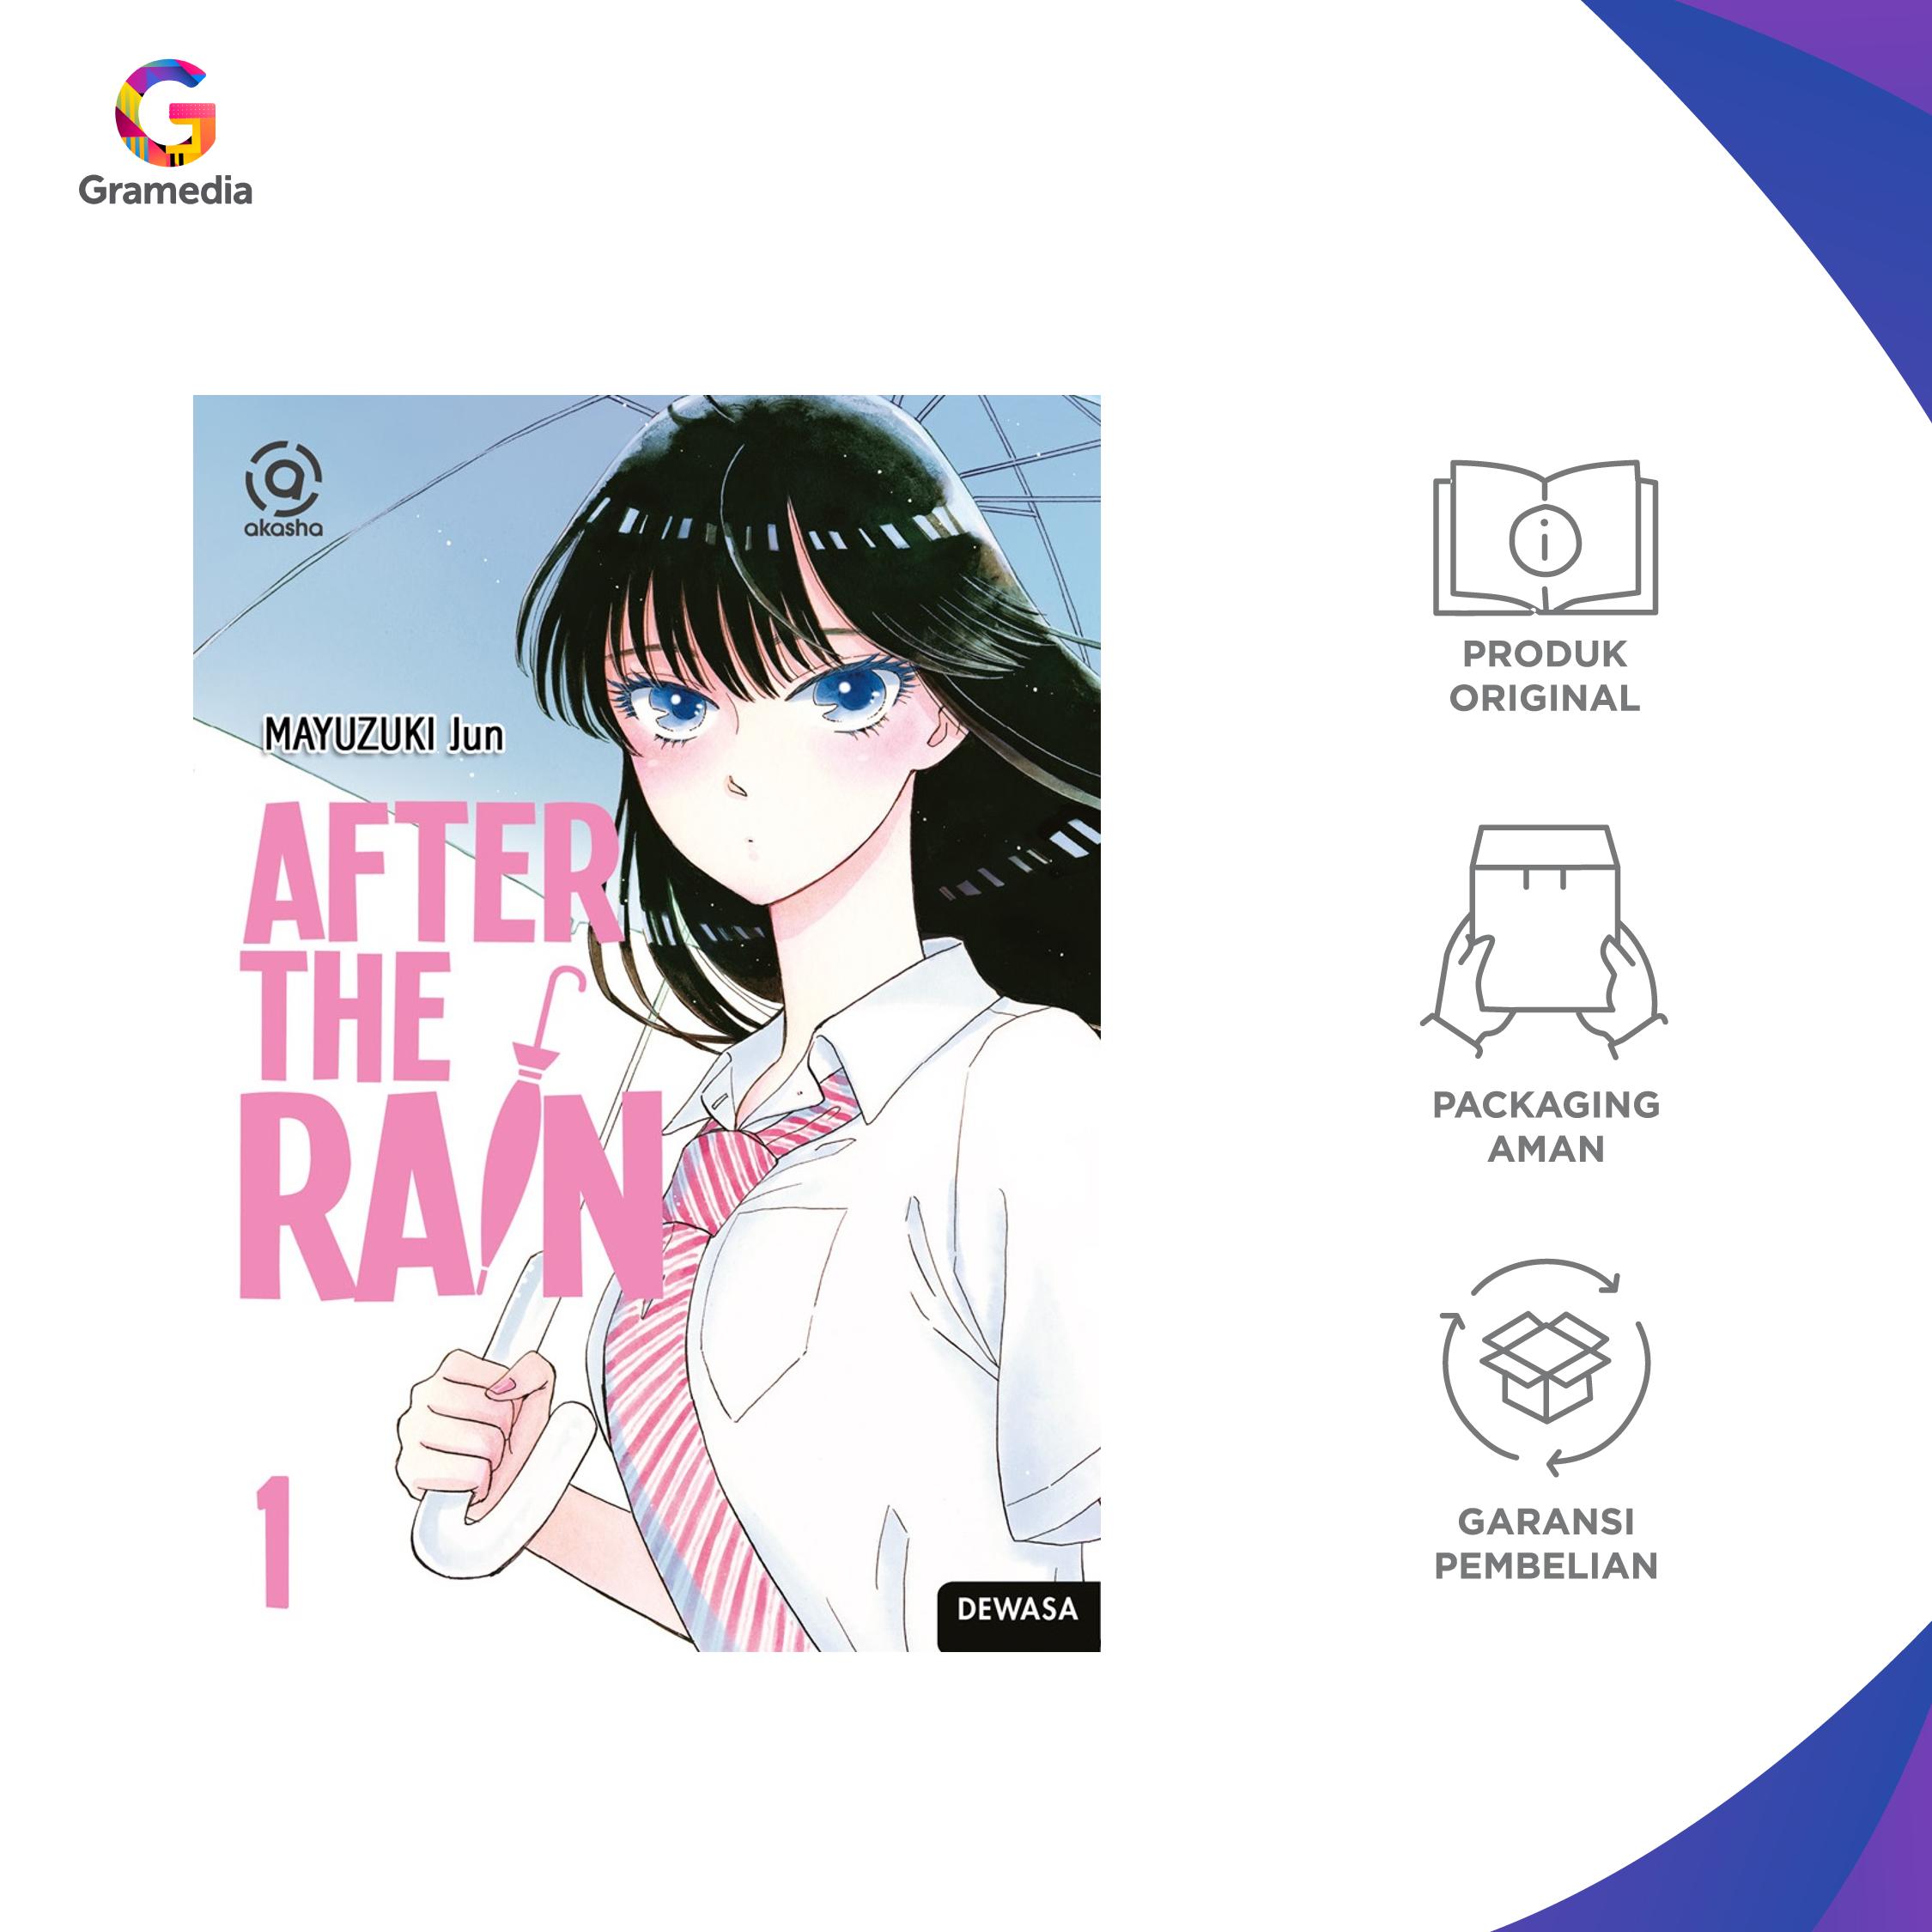 Gramedia
akasha
MAYUZUKI Jun
AFTER
THE
RAIN
1
DEWASA
PRODUK
ORIGINAL
PACKAGING
AMAN
GARANSI
PEMBELIAN